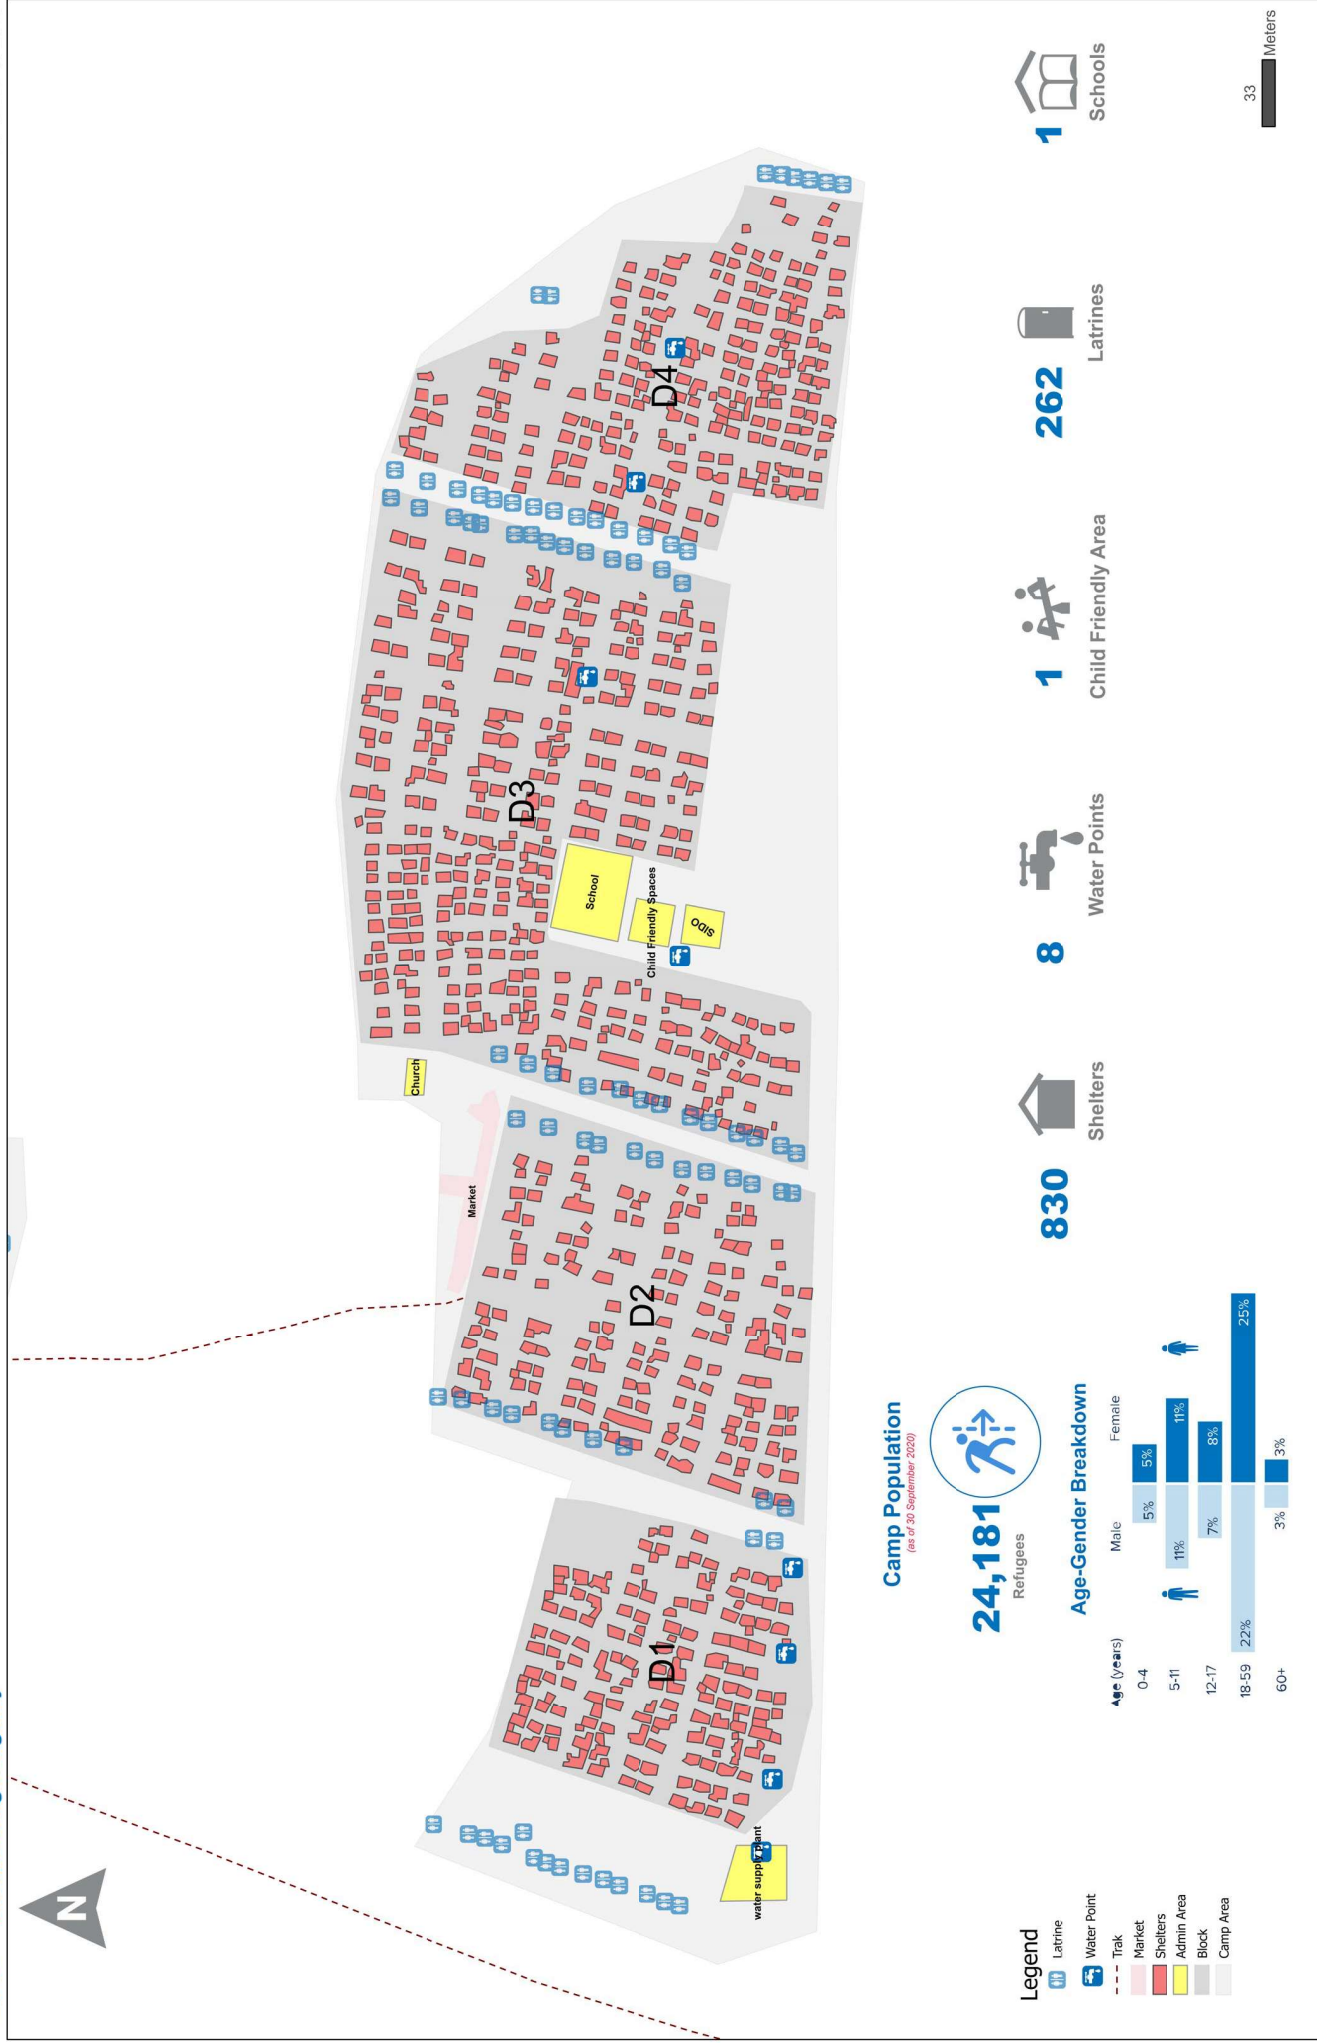 N
Church
Market
School
Child Friendly Spaces
SIDO
water supply plant
D1
D2
D3
D4
Legend
Latrine
Water Point
Trak
Market
Shelters
Admin Area
Block
Camp Area
Camp Population
(as of 30 September 2020)
24,181
Refugees
Age-Gender Breakdown
Age (years) Male Female
0-4 5% 5%
5-11 11% 11%
12-17 7% 8%
18-59 22% 25%
60+ 3% 3%
830
Shelters
8
Water Points
1
Child Friendly Area
262
Latrines
1
Schools
33
Meters